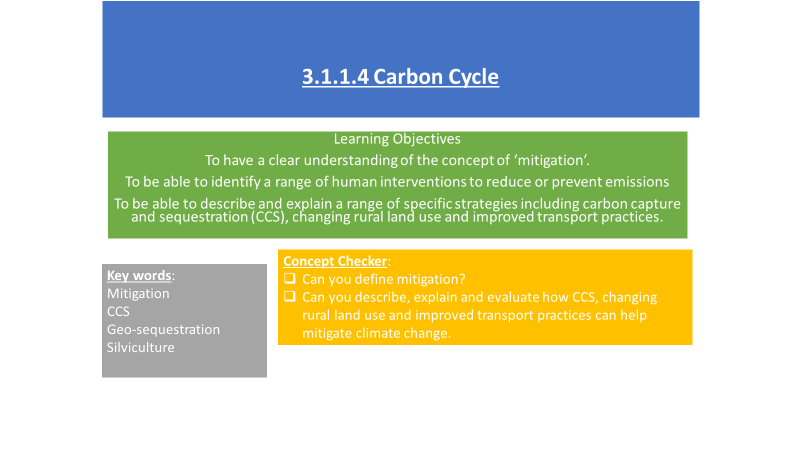 3.1.1.4 Carbon Cycle
Learning Objectives
To have a clear understanding of the concept of ‘mitigation’.
To be able to identify a range of human interventions to reduce or prevent emissions
To be able to describe and explain a range of specific strategies including carbon capture
and sequestration (CCS), changing rural land use and improved transport practices.
Key words:
Mitigation
CCS
Geo-sequestration
Silviculture
Concept Checker:
❑ Can you define mitigation?
❑ Can you describe, explain and evaluate how CCS, changing
rural land use and improved transport practices can help
mitigate climate change.